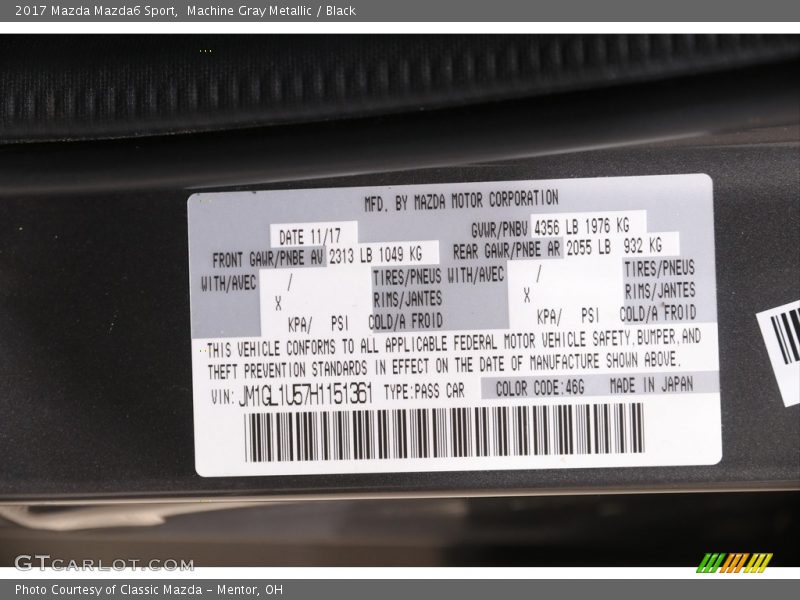 2017 Mazda Mazda6 Sport, Machine Gray Metallic / Black
MFD. BY MAZDA MOTOR CORPORATION
DATE 11/17 GVWR/PNBV 4356 LB 1976 KG
FRONT GAWR/PNBE AV 2313 LB 1049 KG REAR GAWR/PNBE AR 2055 LB 932 KG
WITH/AVEC / TIRES/PNEUS WITH/AVEC / TIRES/PNEUS
X RIMS/JANTES X RIMS/JANTES
KPA/ PSI COLD/A FROID KPA/ PSI COLD/A FROID
THIS VEHICLE CONFORMS TO ALL APPLICABLE FEDERAL MOTOR VEHICLE SAFETY, BUMPER, AND
THEFT PREVENTION STANDARDS IN EFFECT ON THE DATE OF MANUFACTURE SHOWN ABOVE.
VIN: JM1GL1U57H1151361 TYPE:PASS CAR COLOR CODE:46G MADE IN JAPAN
GTCARLOT.COM
Photo Courtesy of Classic Mazda – Mentor, OH